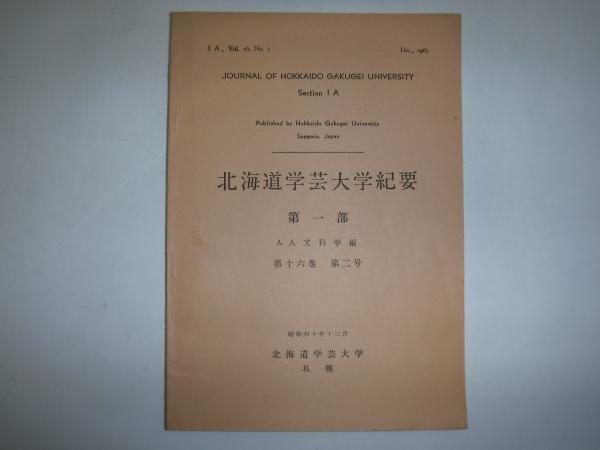 I A, Vol. 16, No. 2 Dec., 1965
JOURNAL OF HOKKAIDO GAKUGEI UNIVERSITY
Section I A
Published by Hokkaido Gakugei University
Sapporo, Japan
北海道学芸大学紀要
第一部
A. 人文科学編
第十六巻 第二号
昭和四十年十二月
北海道学芸大学
札幌